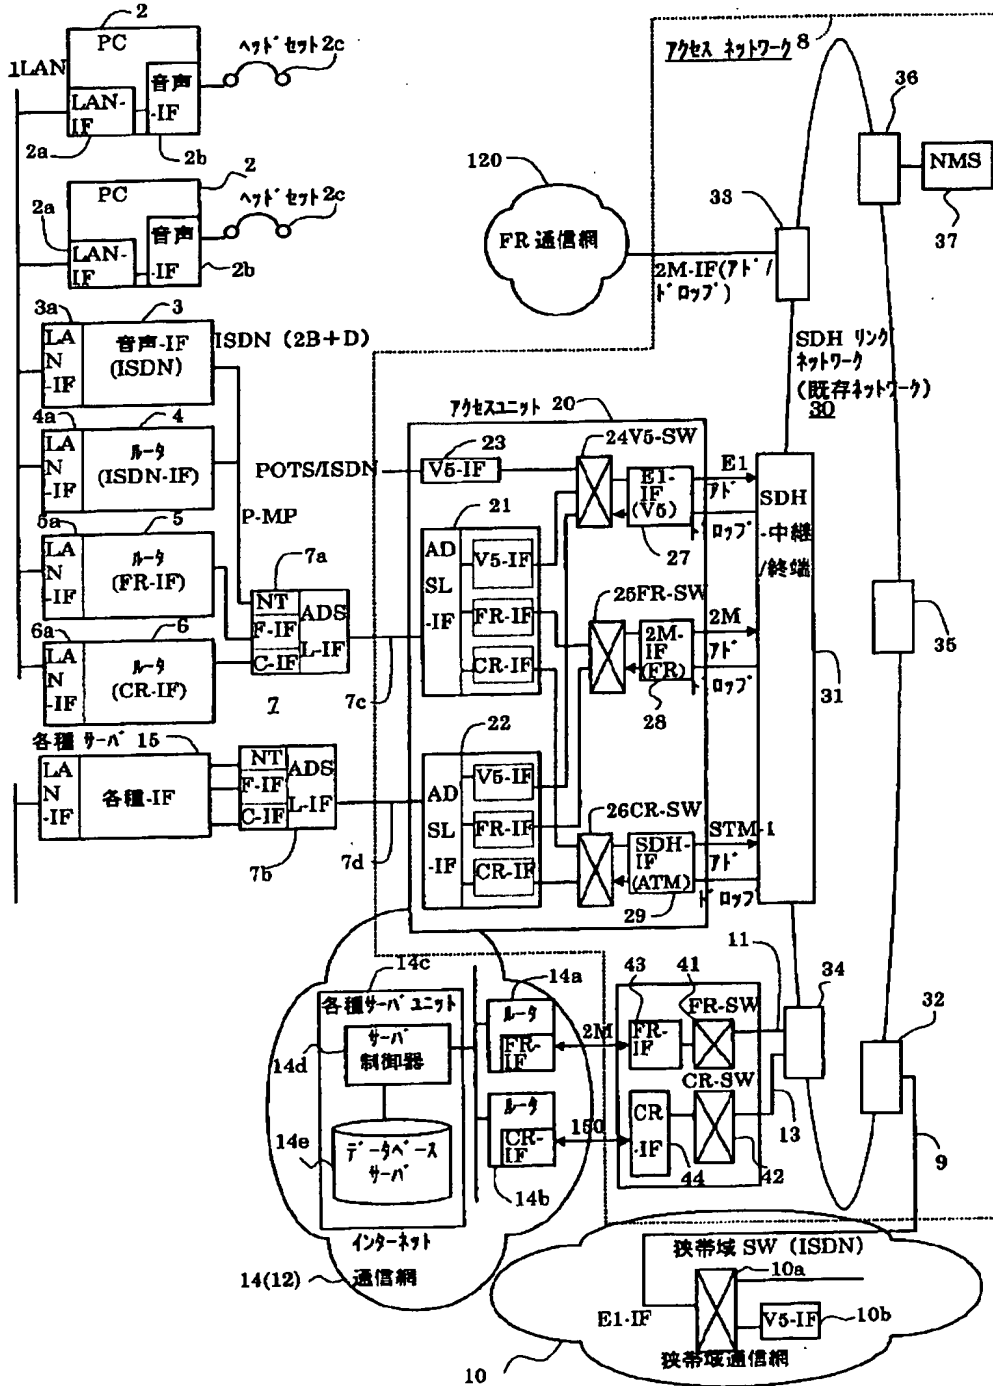 2
PC
1LAN
LAN-
IF
音声
-IF
ヘッドセット2c
2a
2b
2
PC
2a
LAN-
IF
音声
-IF
ヘッドセット2c
2b
3a
3
LA
N
-IF
音声-IF
(ISDN)
ISDN (2B+D)
4a
4
LA
N
-IF
ルータ
(ISDN-IF)
P-MP
5a
5
LA
N
-IF
ルータ
(FR-IF)
6a
6
LA
N
-IF
ルータ
(CR-IF)
7a
NT
F-IF
C-IF
ADS
L-IF
7
7c
各種サーバ 15
LA
N
-IF
各種-IF
NT
F-IF
C-IF
ADS
L-IF
7b
7d
アクセス ネットワーク 8
120
FR 通信網
33
2M-IF(アド/
ドロップ)
36
NMS
37
SDH リンク
ネットワーク
(既存ネットワーク)
30
アクセスユニット 20
POTS/ISDN
23
V5-IF
24V5-SW
E1-
IF
(V5)
27
E1
アド
ドロップ
21
AD
SL
-IF
V5-IF
FR-IF
CR-IF
25FR-SW
2M-
IF
(FR)
28
2M
アド
ドロップ
SDH
-中継
/終端
31
35
22
AD
SL
-IF
V5-IF
FR-IF
CR-IF
26CR-SW
SDH-
IF
(ATM)
29
STM-1
アド
ドロップ
14c
各種サーバユニット
14d
サーバ
制御器
14e
データベース
サーバ
14a
ルータ
FR-
IF
2M
ルータ
CR-
IF
150
14b
インターネット
通信網
14(12)
43
41
FR-SW
FR-
IF
CR-SW
CR
-IF
44
42
11
13
34
32
9
狭帯域 SW (ISDN)
10a
E1-IF
V5-IF
10b
狭帯域通信網
10